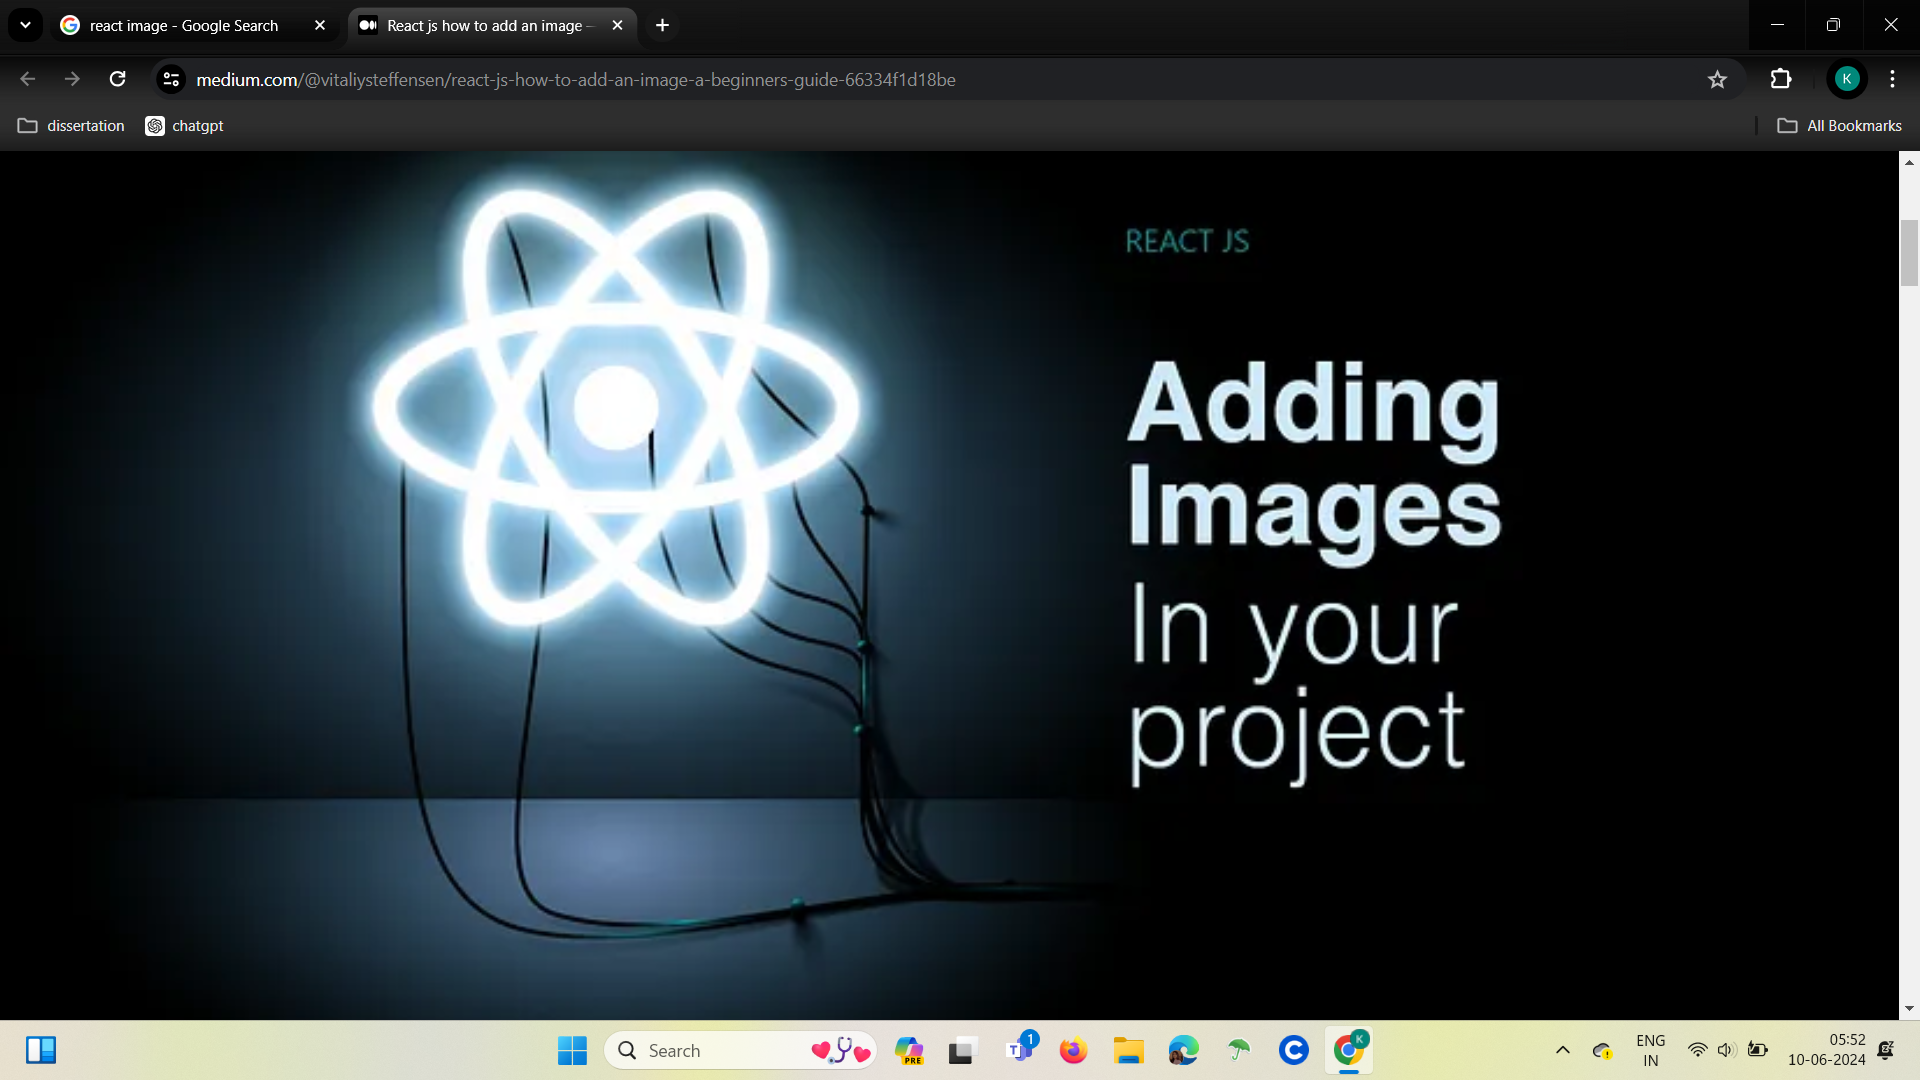 react image - Google Search
React js how to add an image –
medium.com/@vitaliysteffensen/react-js-how-to-add-an-image-a-beginners-guide-66334f1d18be
K
dissertation
chatgpt
All Bookmarks
REACT JS
Adding
Images
In your
project
Search
PRE
T
1
C
K
ENG
IN
05:52
10-06-2024